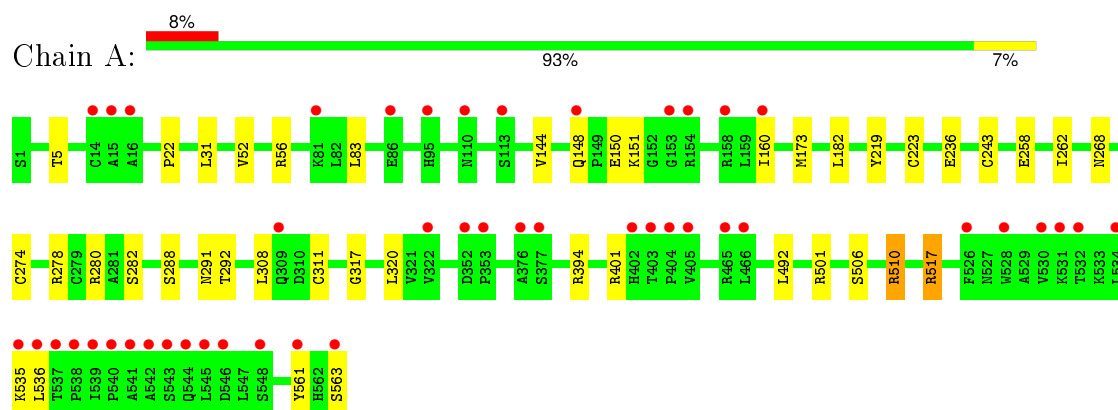 8%
Chain A:
93% 7%
S1 T5 C14 A15 A16 P22 L31 V52 R56 K81 L82 L83 E86 H95 N110 S113 V144 Q148 P149 E150 K151 G152 G153 R154 R158 L159 I160 M173 L182 Y219 C223 E236 C243 E258 I262 N268
C274 R278 C279 R280 A281 S282 S288 N291 T292 L308 Q309 D310 C311 G317 L320 V321 V322 D352 P353 A376 S377 R394 R401 H402 T403 P404 V405 R465 L466 L492 R501 S506 R510 R517 F526 N527 W528 A529 V530 K531 T532 K533 L534
K535 L536 T537 P538 I539 P540 A541 A542 S543 Q544 L545 D546 L547 S548 Y561 H562 S563